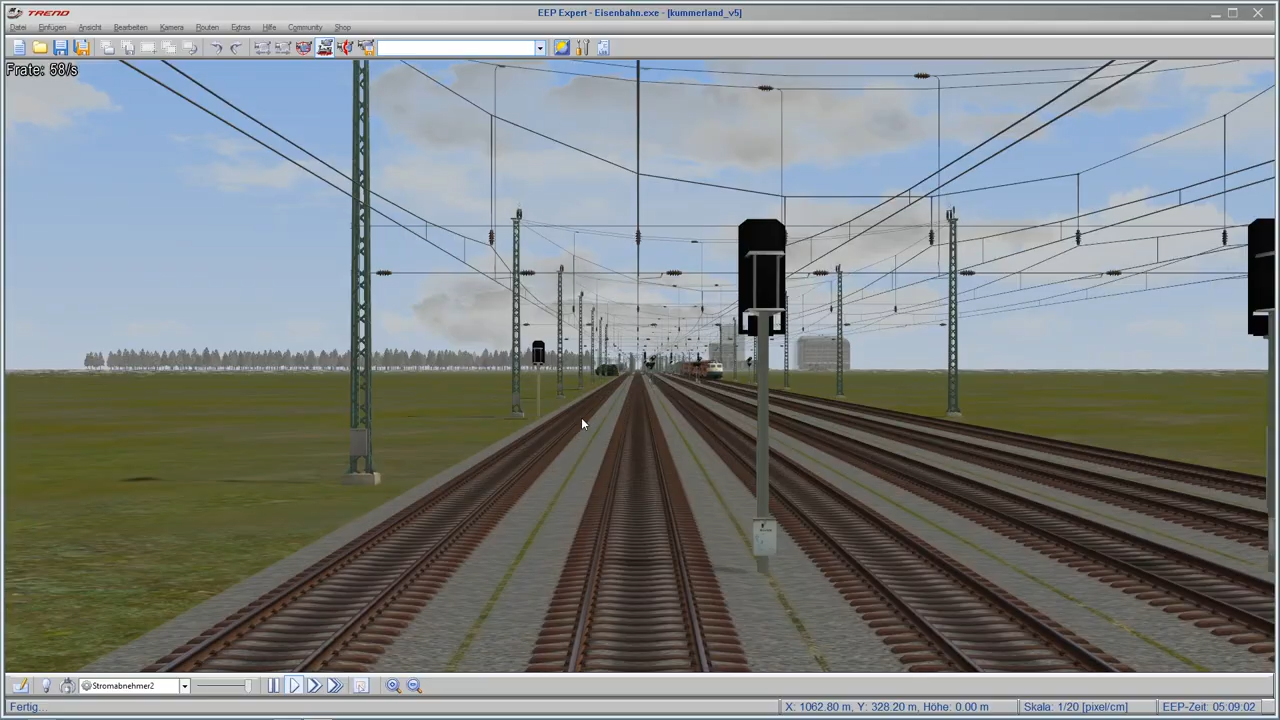 TREND
EEP Expert - Eisenbahn.exe - [kummerland_v5]
Datei Einfügen Ansicht Bearbeiten Kamera Routen Extras Hilfe Community Shop
Frate: 58/s
Stromabnehmer2
Fertig...
X: 1062.80 m, Y: 328.20 m, Höhe: 0.00 m
Skala: 1/20 [pixel/cm]
EEP-Zeit: 05:09:02